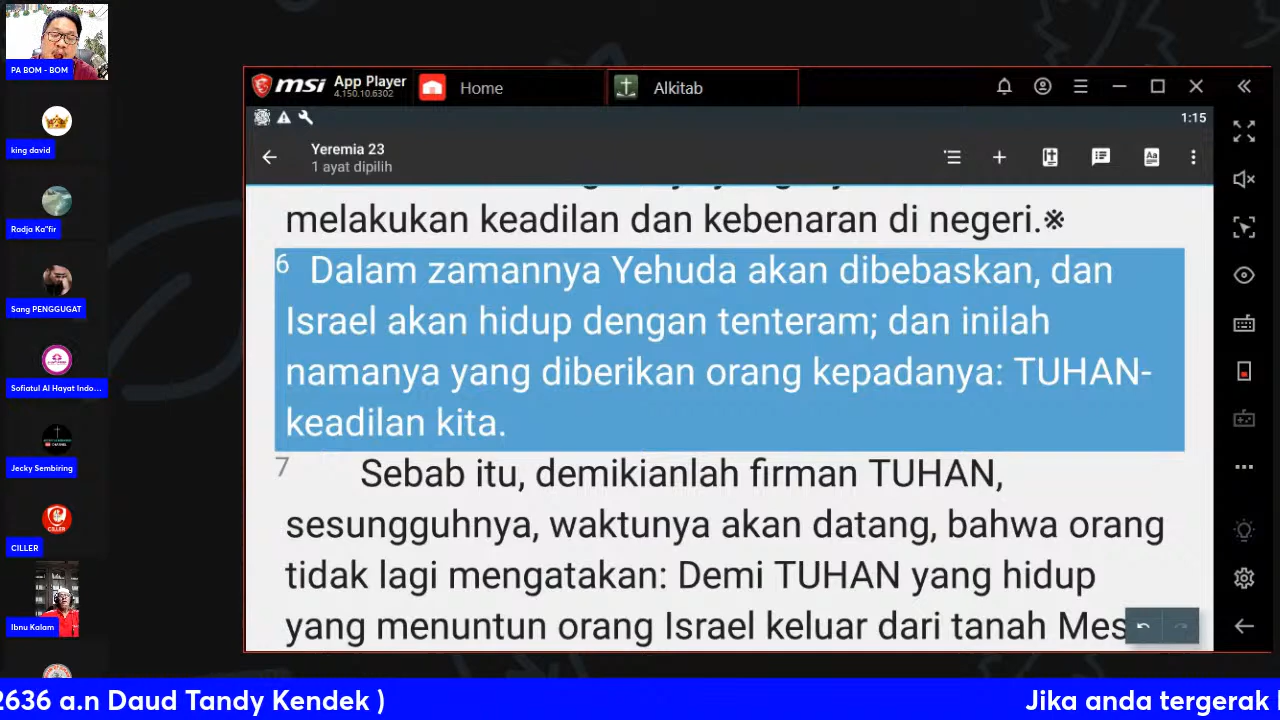 PA BOM - BOM
king david
Radja Ka"fir
Sang PENGGUGAT
Sofiatul Al Hayat Indo...
Jecky Sembiring
CILLER
Ibnu Kalam
msi App Player
4.150.10.6302
Home
Alkitab
1:15
Yeremia 23
1 ayat dipilih
melakukan keadilan dan kebenaran di negeri.※
6 Dalam zamannya Yehuda akan dibebaskan, dan
Israel akan hidup dengan tenteram; dan inilah
namanya yang diberikan orang kepadanya: TUHAN-
keadilan kita.
7 Sebab itu, demikianlah firman TUHAN,
sesungguhnya, waktunya akan datang, bahwa orang
tidak lagi mengatakan: Demi TUHAN yang hidup
yang menuntun orang Israel keluar dari tanah Mes
2636 a.n Daud Tandy Kendek )
Jika anda tergerak